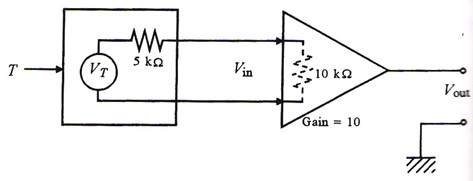 T
V_T
5 kΩ
V_in
10 kΩ
V_out
Gain = 10